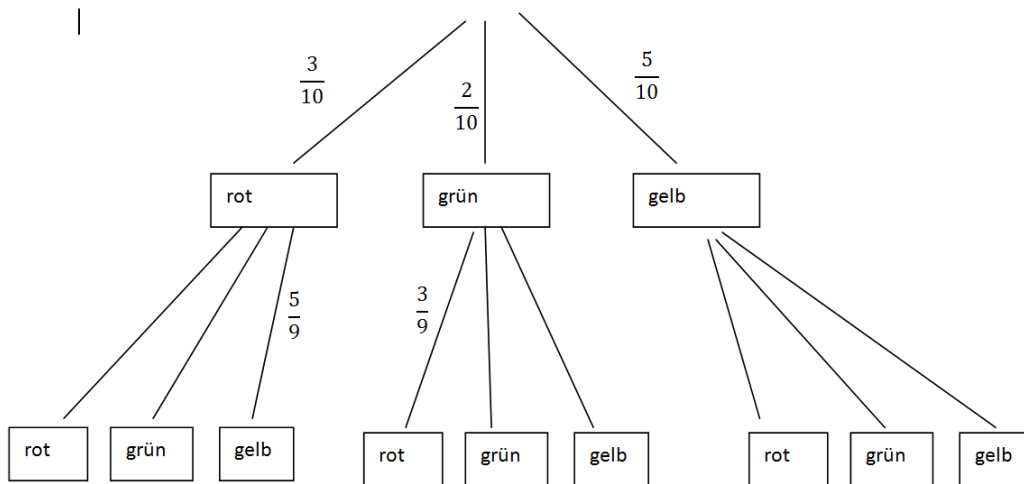 3/10
2/10
5/10
rot grün gelb
5/9
3/9
rot grün gelb rot grün gelb rot grün gelb